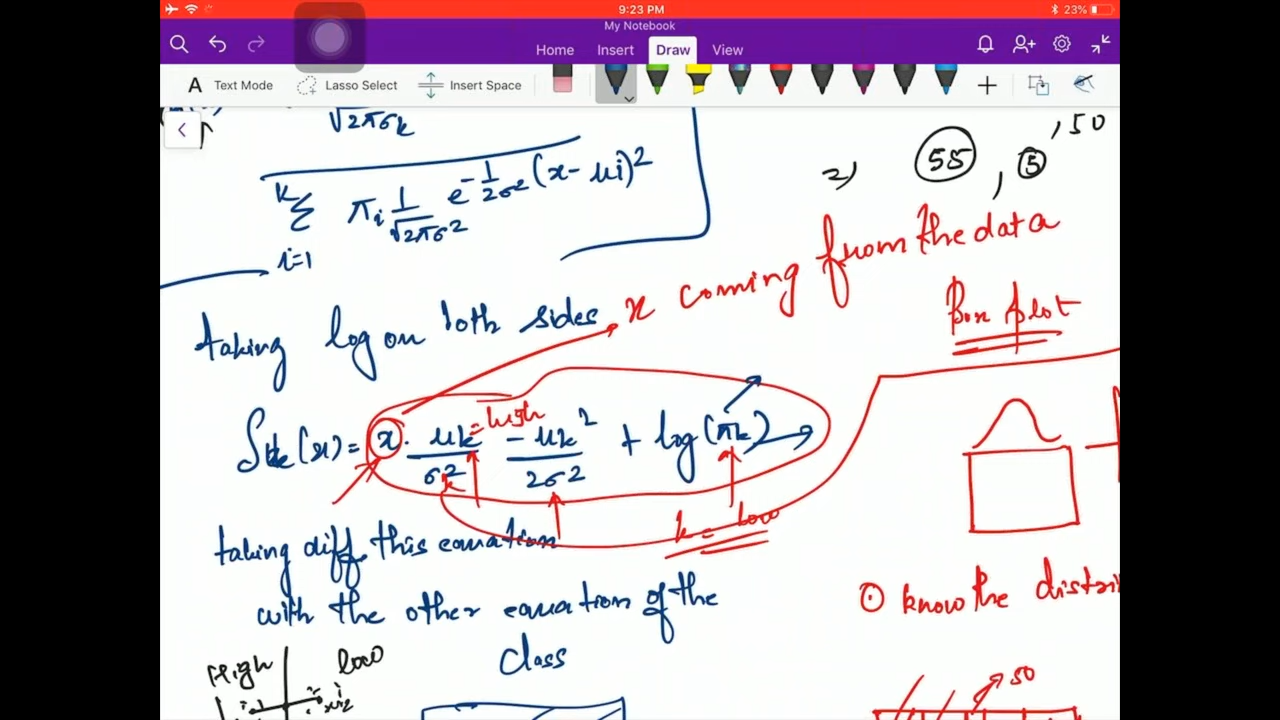 9:23 PM
23%
My Notebook
Home Insert Draw View
A Text Mode Lasso Select Insert Space
√2πσk
k
Σ πi 1/√2πσ² e^-1/2σ² (x-μi)²
i=1
2) 55, 5, 50
taking log on both sides
x coming from the data
Box plot
δk(x) = x · μk/σ² - μk²/2σ² + log(πk)
= high
k = low
taking diff this equation
with the other equation of the
class
⊙ know the distri
High low
50